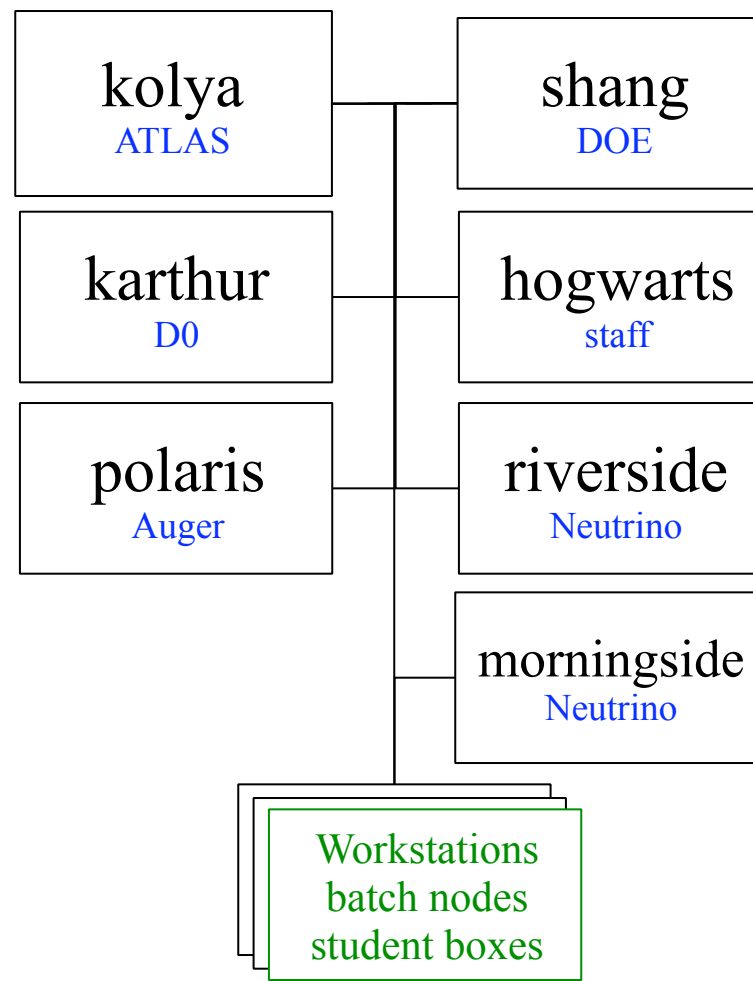 kolya
ATLAS
shang
DOE
karthur
D0
hogwarts
staff
polaris
Auger
riverside
Neutrino
morningside
Neutrino
Workstations
batch nodes
student boxes